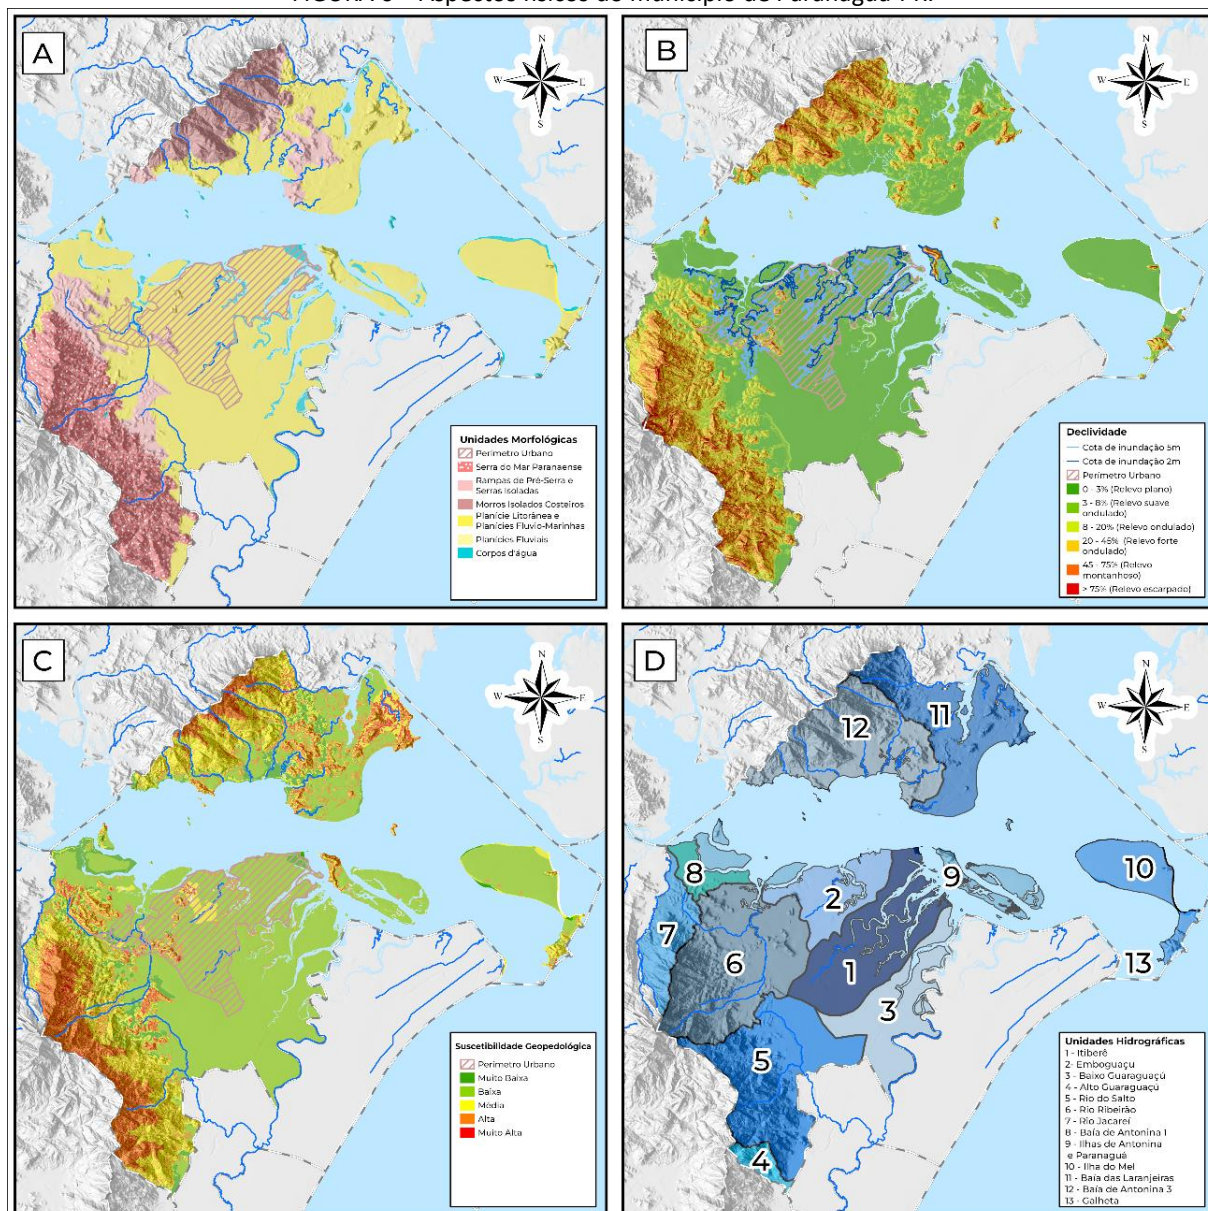 FIGURA 6 – Aspectos físicos do município de Paranaguá-PR.
A
N
W
E
S
Unidades Morfológicas
Perímetro Urbano
Serra do Mar Paranaense
Rampas de Pré-Serra e
Serras Isoladas
Morros Isolados Costeiros
Planície Litorânea e
Planícies Fluvio-Marinhas
Planícies Fluviais
Corpos d'água
B
N
W
E
S
Declividade
Cota de inundação 5m
Cota de inundação 2m
Perímetro Urbano
0 - 3% (Relevo plano)
3 - 8% (Relevo suave
ondulado)
8 - 20% (Relevo ondulado)
20 - 45% (Relevo forte
ondulado)
45 - 75% (Relevo
montanhoso)
> 75% (Relevo escarpado)
C
N
W
E
S
Suscetibilidade Geopedológica
Perímetro Urbano
Muito Baixa
Baixa
Média
Alta
Muito Alta
D
N
W
E
S
12
11
10
8
9
2
7
6
1
13
3
5
4
Unidades Hidrográficas
1 - Itiberê
2- Emboguaçu
3 - Baixo Guaraguaçú
4 - Alto Guaraguaçú
5 - Rio do Salto
6 - Rio Ribeirão
7 - Rio Jacareí
8 - Baía de Antonina 1
9 - Ilhas de Antonina
e Paranaguá
10 - Ilha do Mel
11 - Baía das Laranjeiras
12 - Baía de Antonina 3
13 - Galheta